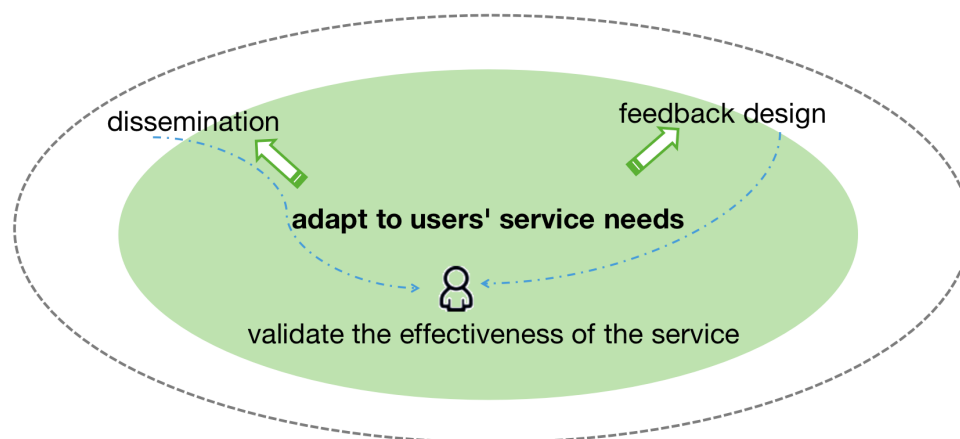 dissemination
feedback design
adapt to users' service needs
validate the effectiveness of the service